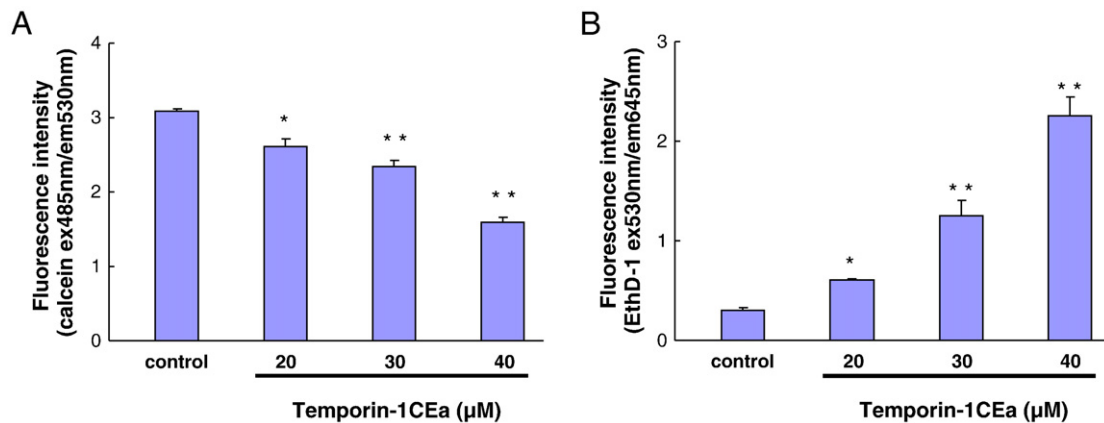 A
Fluorescence intensity
(calcein ex485nm/em530nm)
4
3
2
1
0
*
* *
* *
control
20
30
40
Temporin-1CEa (µM)
B
Fluorescence intensity
(EthD-1 ex530nm/em645nm)
3
2
1
0
*
* *
* *
control
20
30
40
Temporin-1CEa (µM)